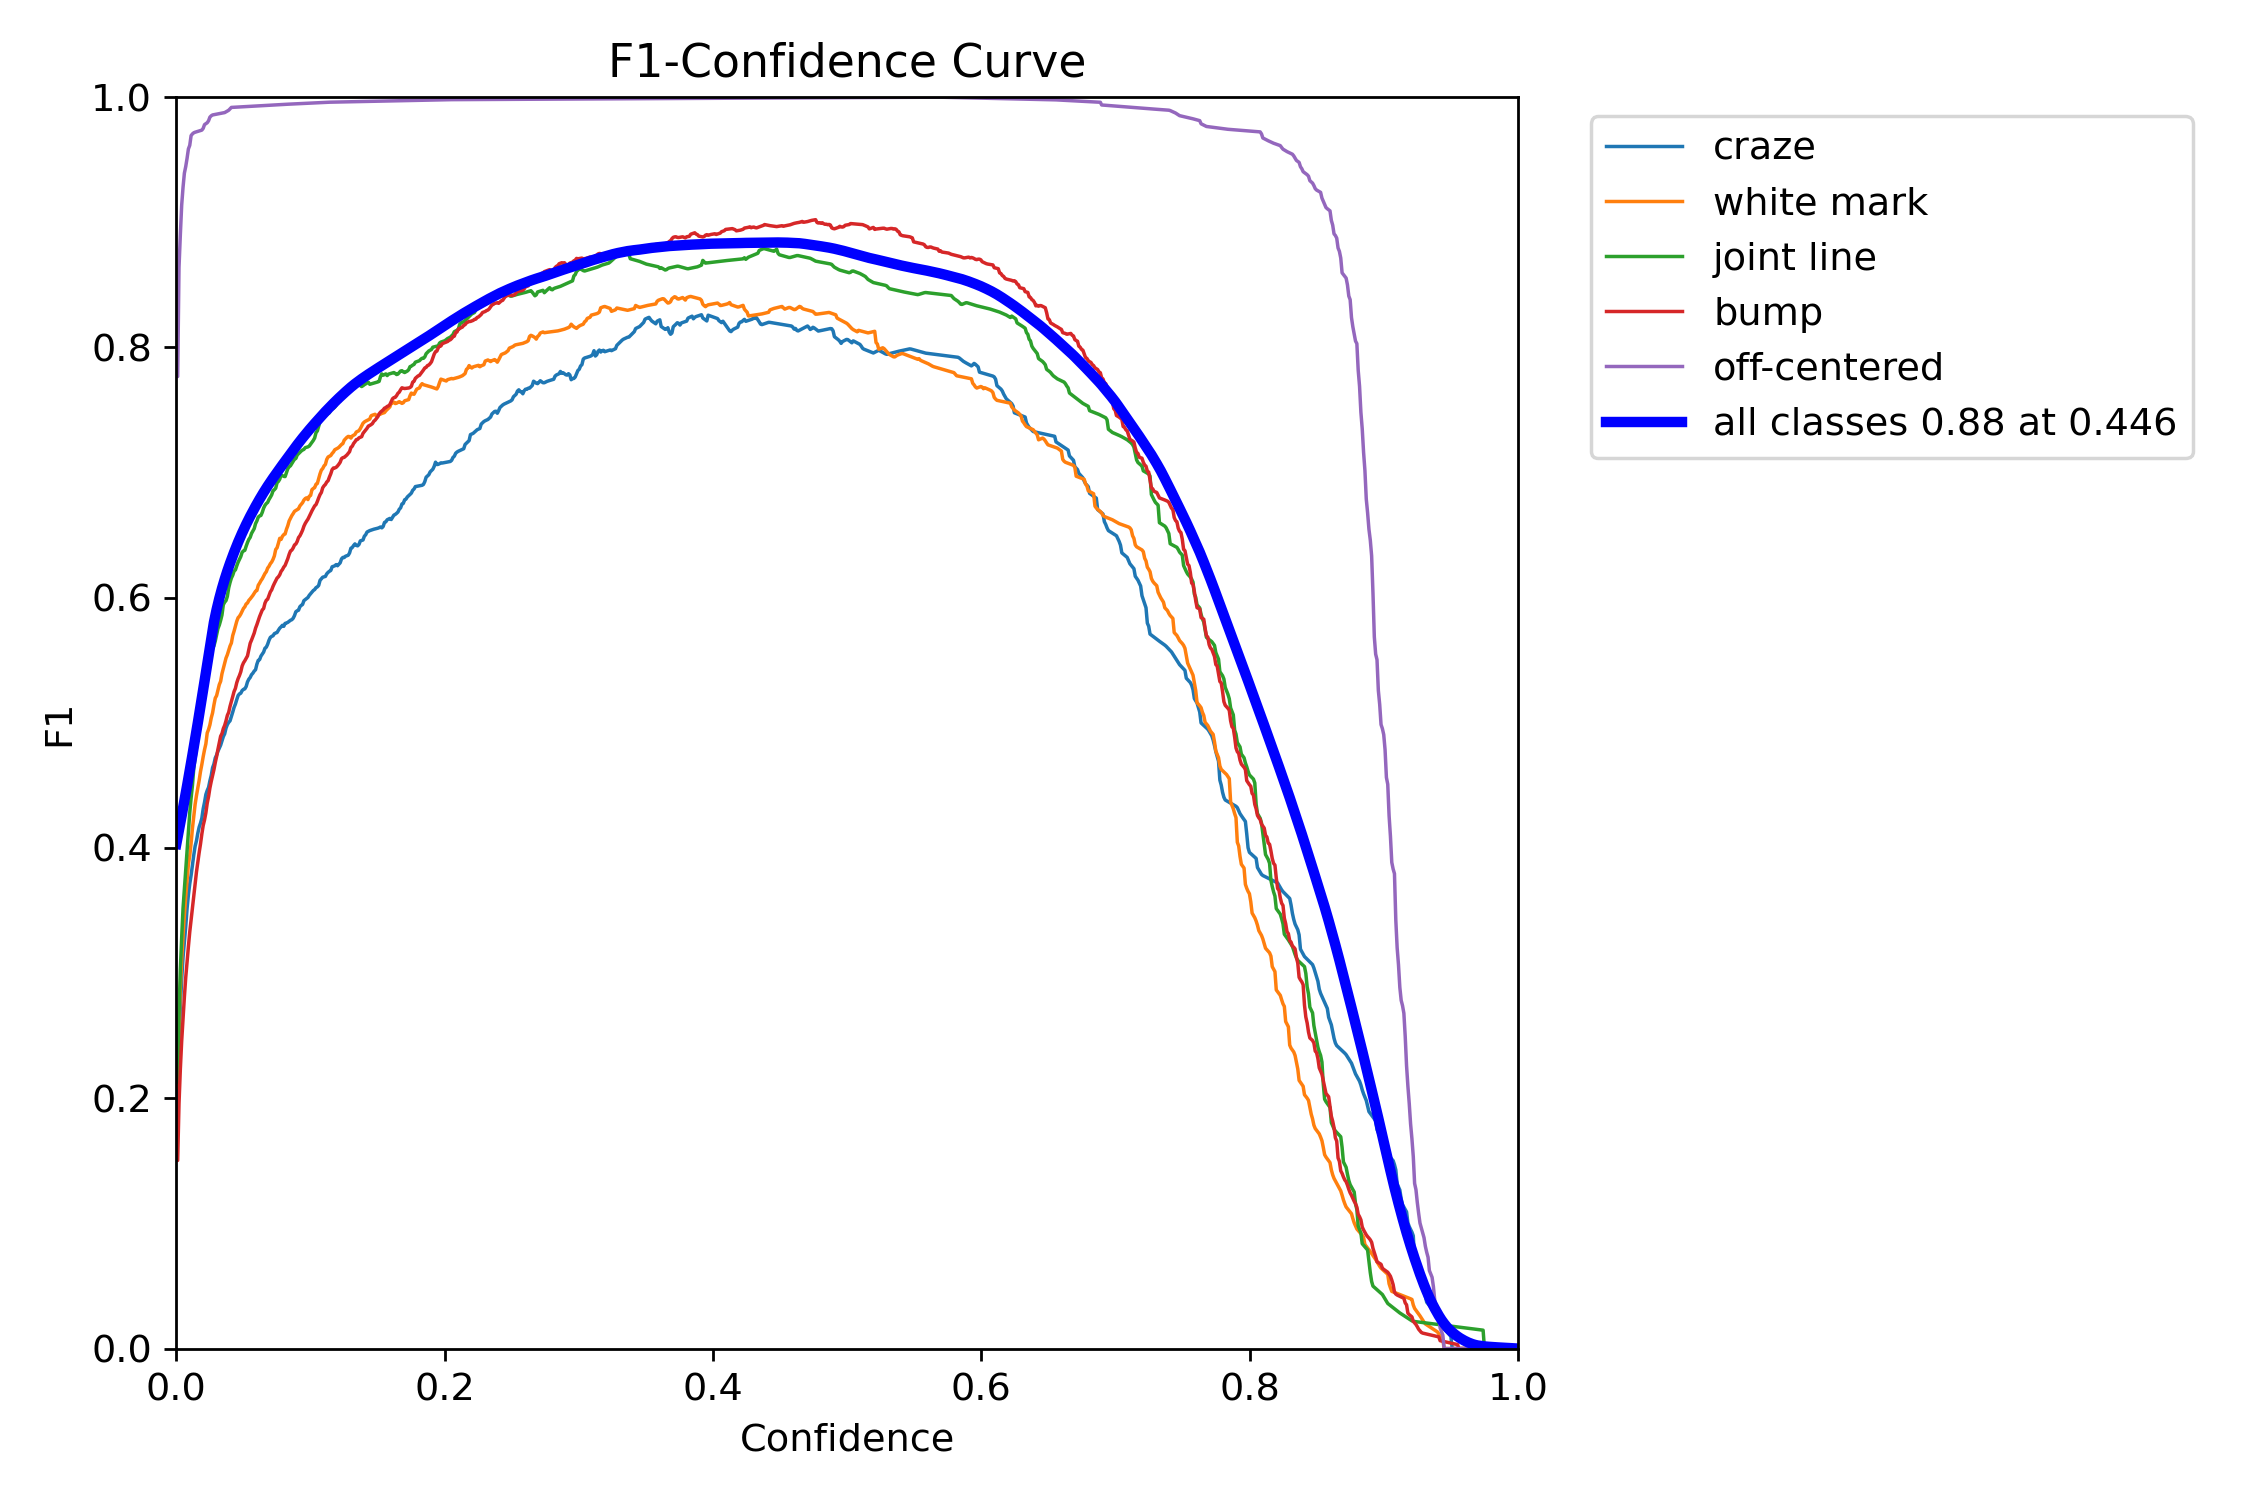 F1-Confidence Curve
1.0
0.8
0.6
0.4
0.2
0.0
F1
0.0 0.2 0.4 0.6 0.8 1.0
Confidence
craze
white mark
joint line
bump
off-centered
all classes 0.88 at 0.446